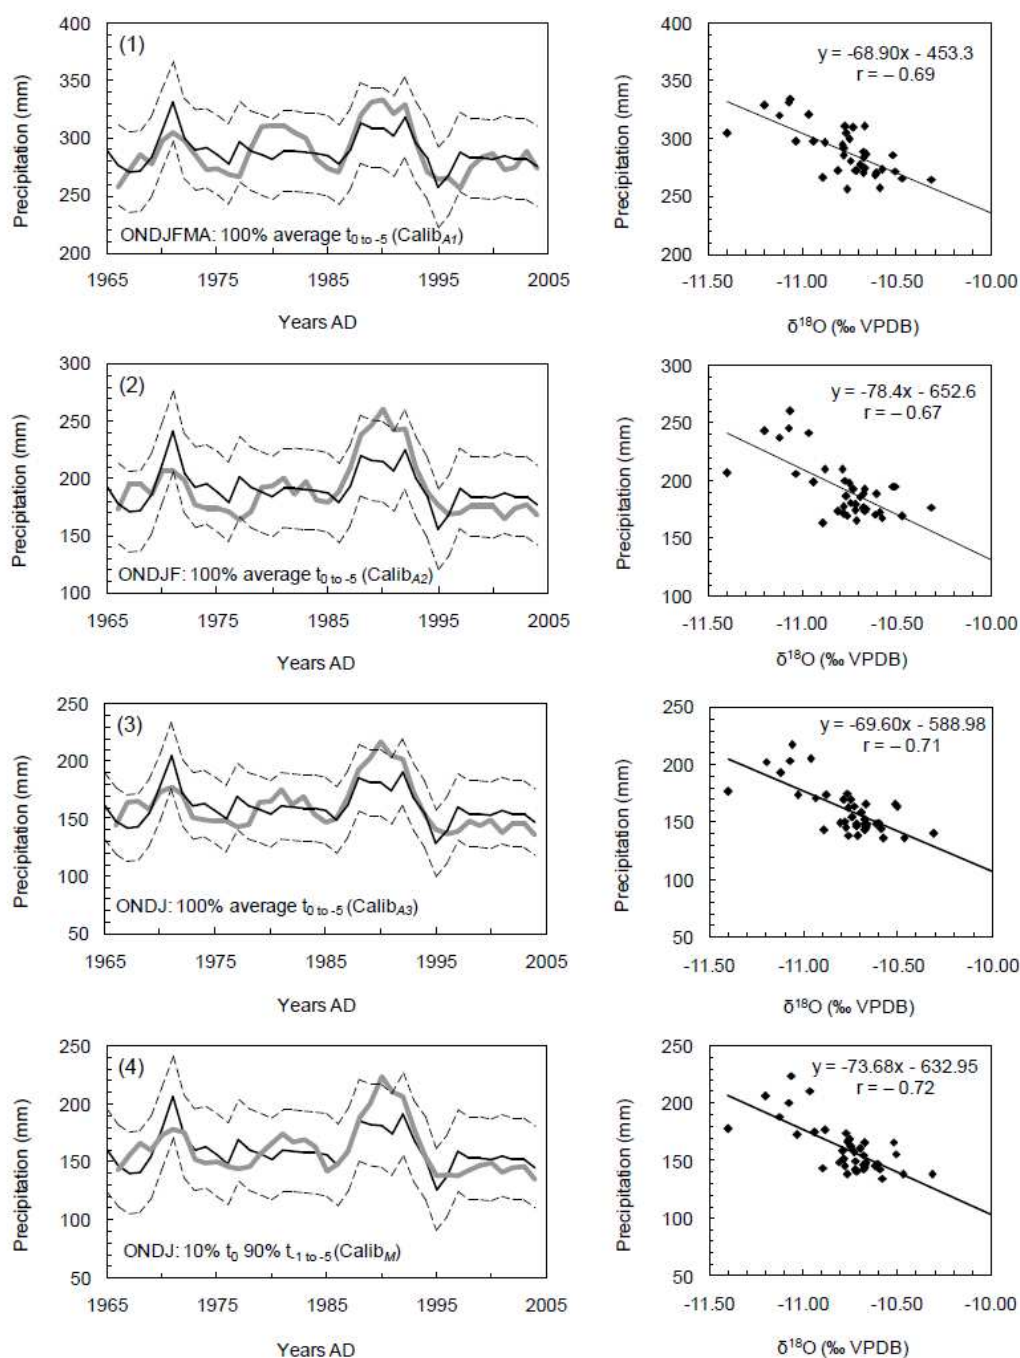 400
350
300
250
200
Precipitation (mm)
(1)
ONDJFMA: 100% average t0 to -5 (CalibA1)
1965 1975 1985 1995 2005
Years AD
400
350
300
250
200
Precipitation (mm)
y = -68.90x - 453.3
r = – 0.69
-11.50 -11.00 -10.50 -10.00
δ18O (‰ VPDB)
300
250
200
150
100
Precipitation (mm)
(2)
ONDJF: 100% average t0 to -5 (CalibA2)
1965 1975 1985 1995 2005
Years AD
300
250
200
150
100
Precipitation (mm)
y = -78.4x - 652.6
r = – 0.67
-11.50 -11.00 -10.50 -10.00
δ18O (‰ VPDB)
250
200
150
100
50
Precipitation (mm)
(3)
ONDJ: 100% average t0 to -5 (CalibA3)
1965 1975 1985 1995 2005
Years AD
250
200
150
100
50
Precipitation (mm)
y = -69.60x - 588.98
r = – 0.71
-11.50 -11.00 -10.50 -10.00
δ18O (‰ VPDB)
250
200
150
100
50
Precipitation (mm)
(4)
ONDJ: 10% t0 90% t-1 to -5 (CalibM)
1965 1975 1985 1995 2005
Years AD
250
200
150
100
50
Precipitation (mm)
y = -73.68x - 632.95
r = – 0.72
-11.50 -11.00 -10.50 -10.00
δ18O (‰ VPDB)